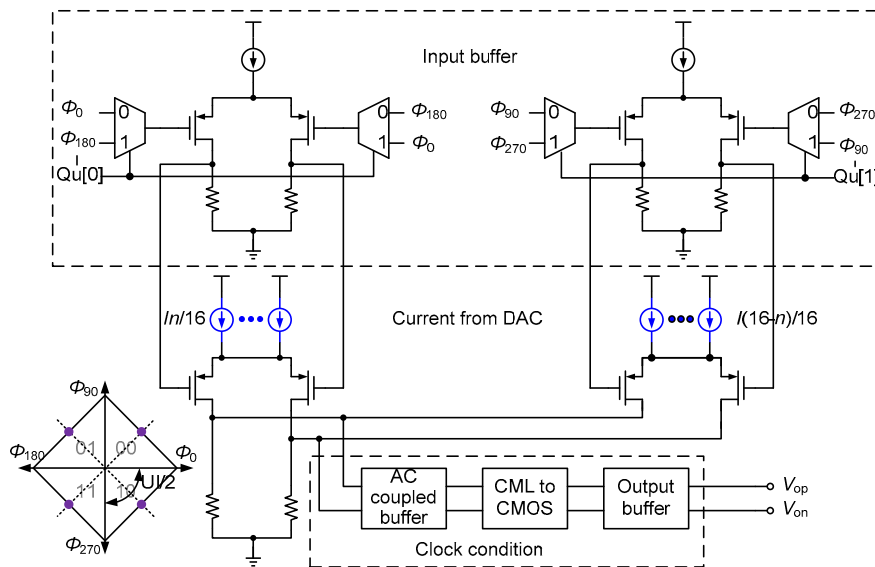 Input buffer
Φ0
0
Φ180
1
Qu[0]
0
Φ180
1
Φ0
Φ90
0
Φ270
1
0
Φ270
1
Φ90
Qu[1]
In/16
Current from DAC
I(16-n)/16
Φ90
Φ180
01
00
Φ0
11
10
UI/2
Φ270
AC
coupled
buffer
CML to
CMOS
Output
buffer
Vop
Von
Clock condition